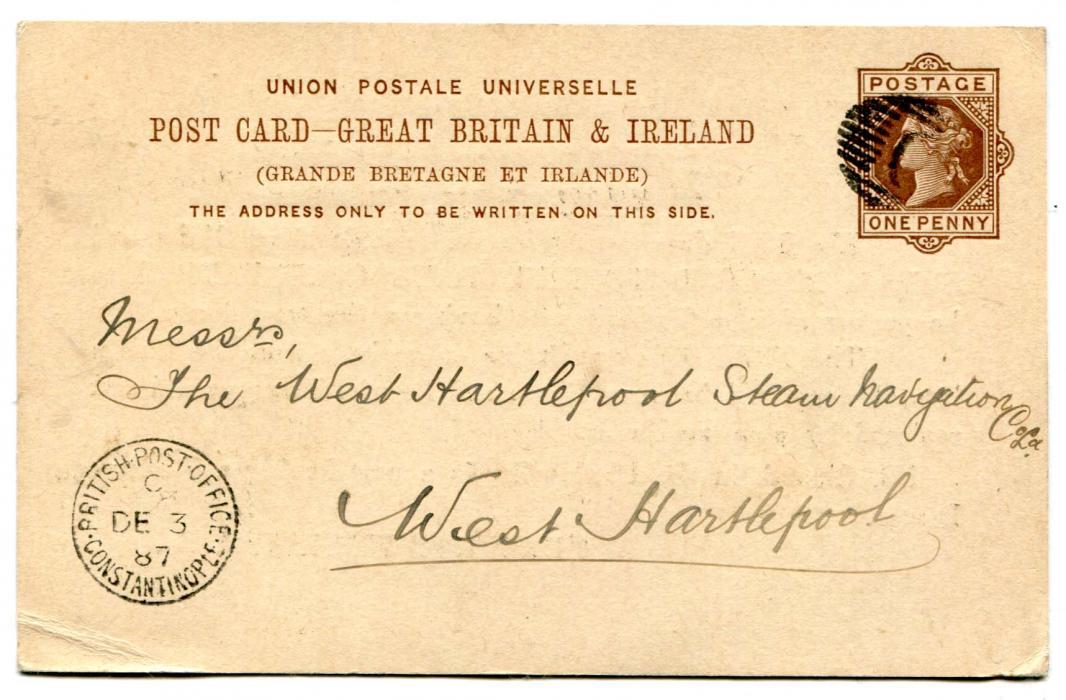 UNION POSTALE UNIVERSELLE
POST CARD—GREAT BRITAIN & IRELAND
(GRANDE BRETAGNE ET IRLANDE)
THE ADDRESS ONLY TO BE WRITTEN ON THIS SIDE.
POSTAGE
ONE PENNY
Messrs,
The West Hartlepool Steam Navigation Co Ld.
West Hartlepool
BRITISH·POST·OFFICE
C
DE 3
87
·CONSTANTINOPLE·